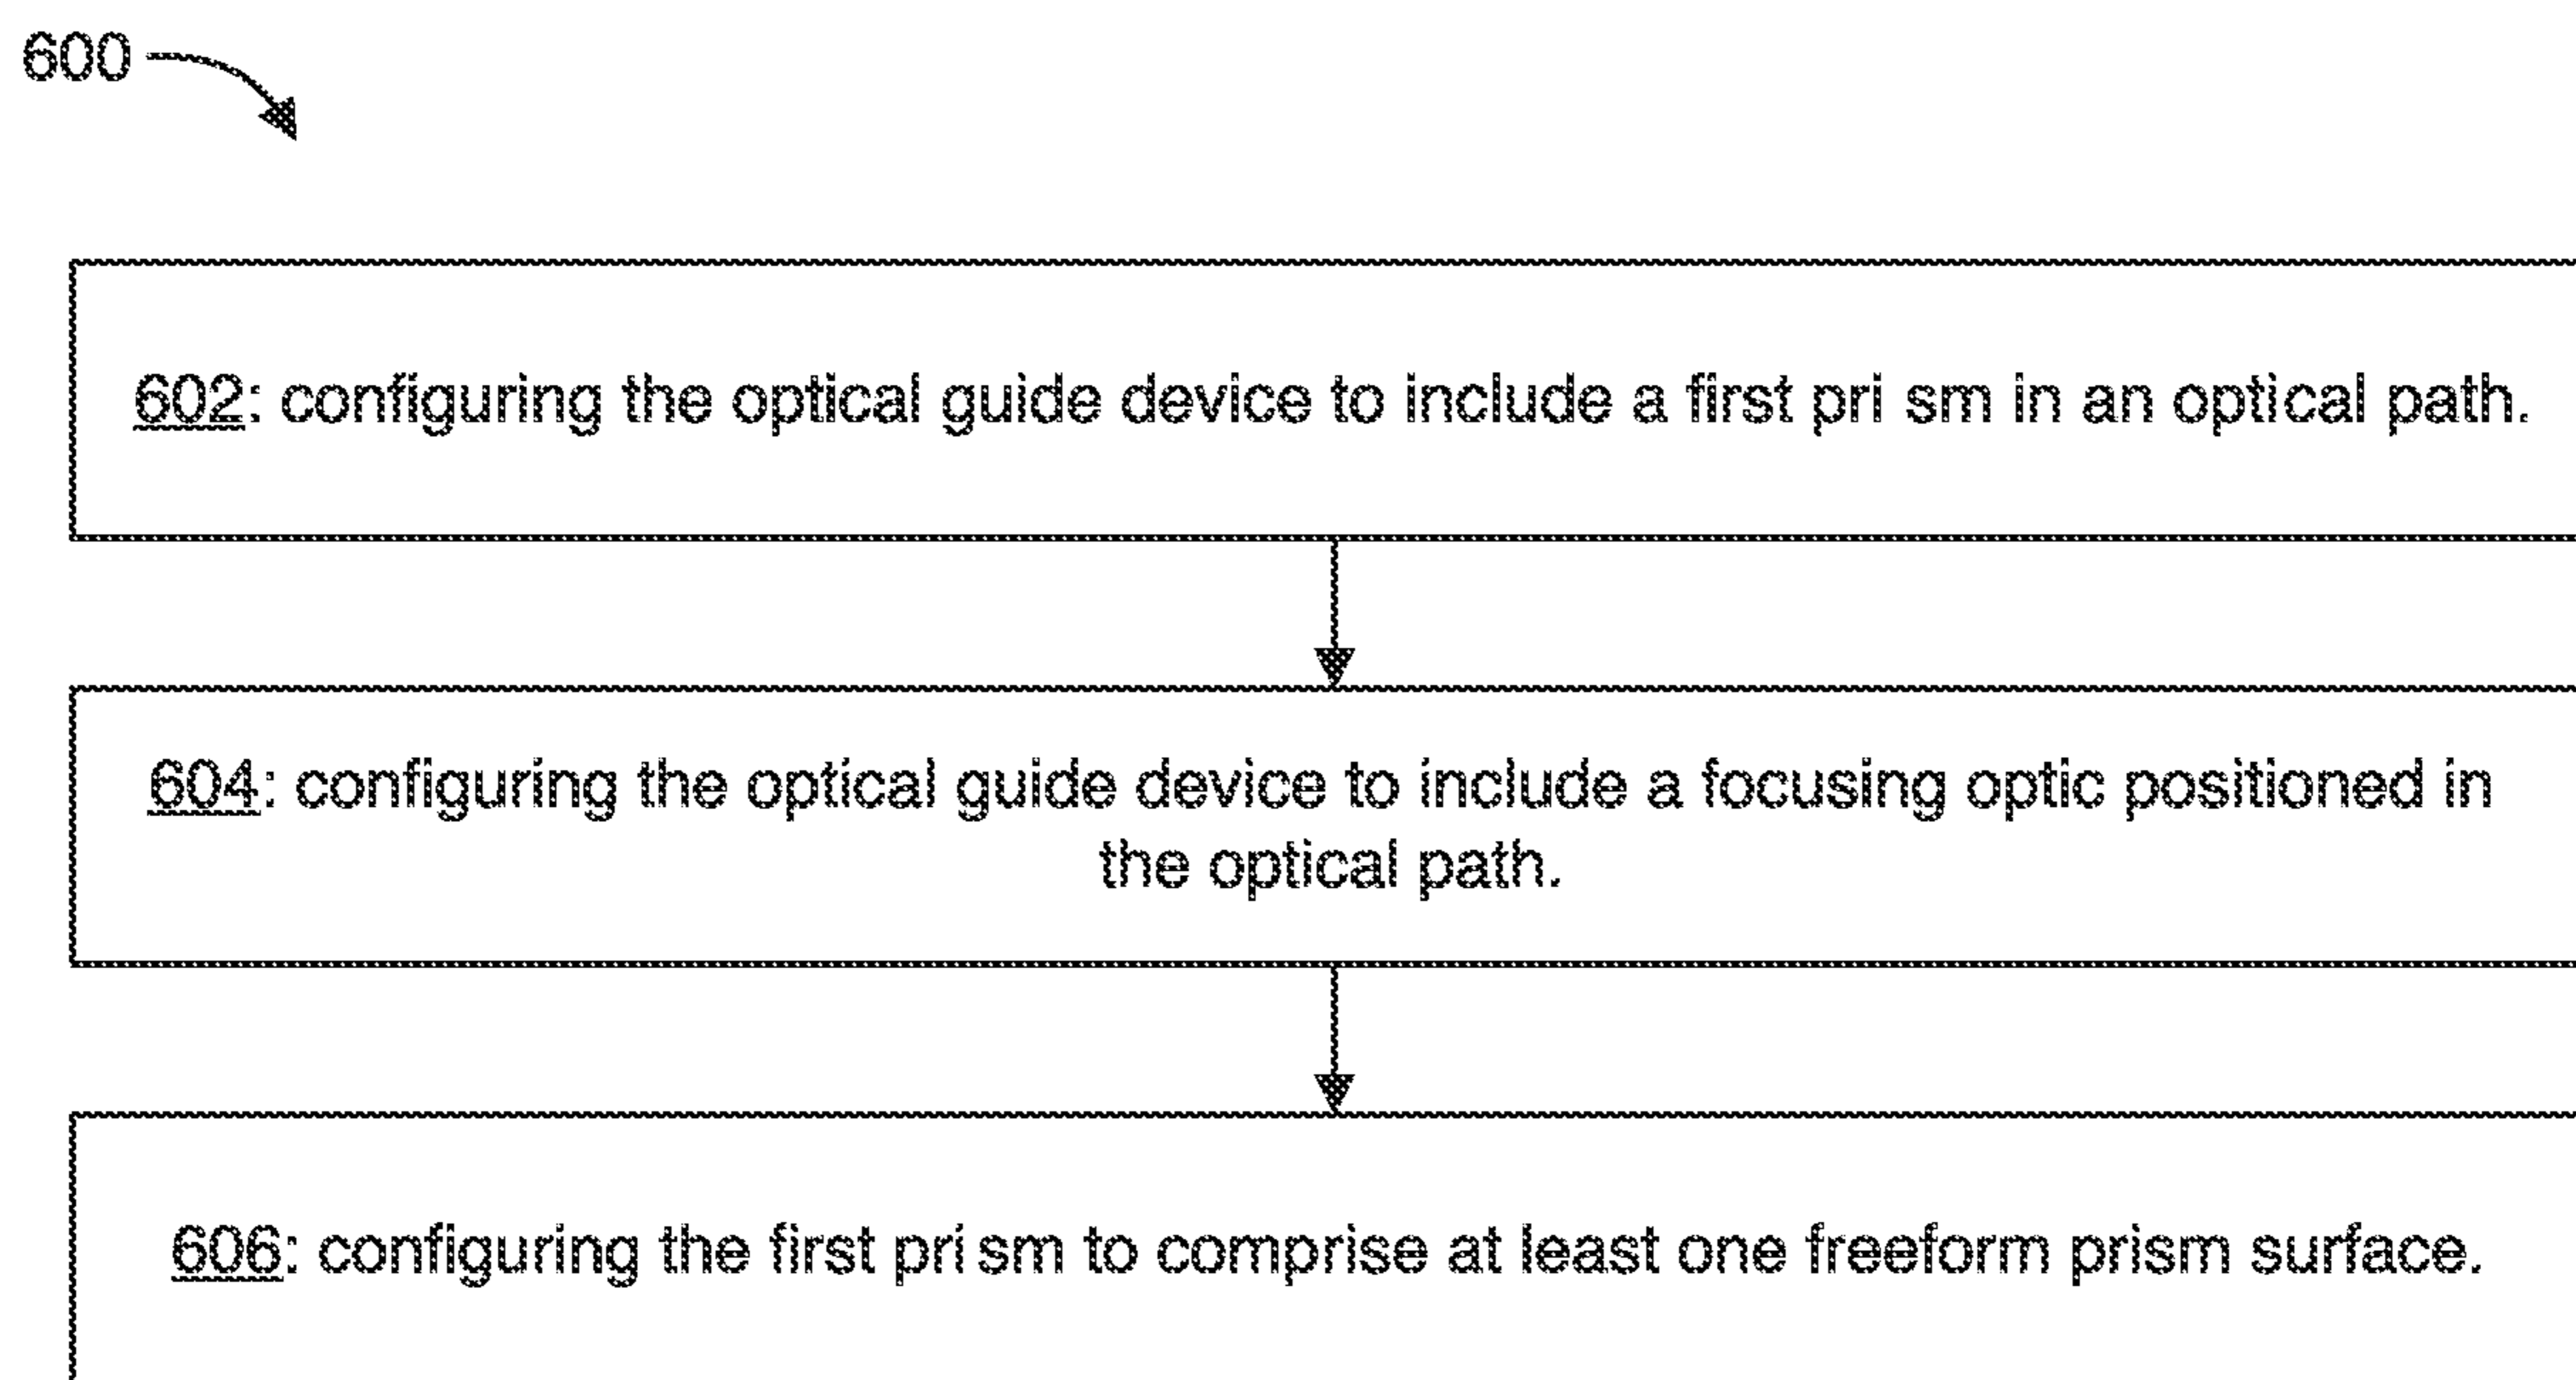 600
602: configuring the optical guide device to include a first pri sm in an optical path.
604: configuring the optical guide device to include a focusing optic positioned in
the optical path.
606: configuring the first pri sm to comprise at least one freeform prism surface.